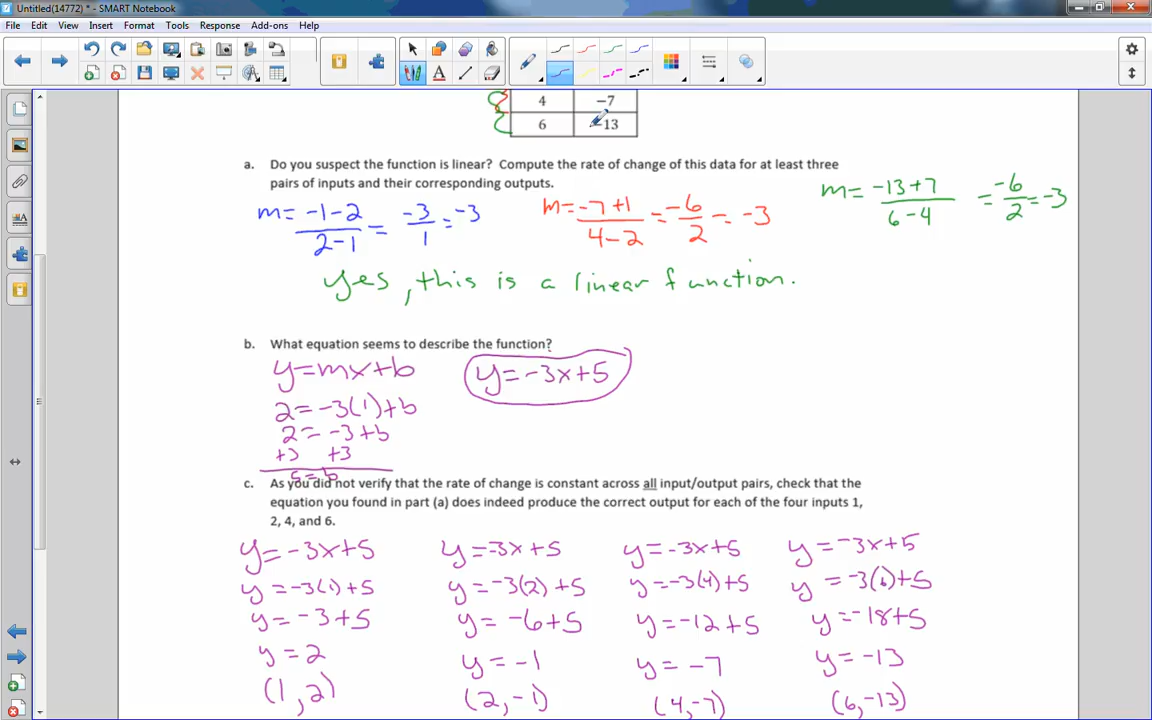 Untitled(14772) * - SMART Notebook
File Edit View Insert Format Tools Response Add-ons Help
4 -7
6 -13
a. Do you suspect the function is linear? Compute the rate of change of this data for at least three
pairs of inputs and their corresponding outputs.
m = -1-2 / 2-1 = -3 / 1 = -3
m = -7+1 / 4-2 = -6 / 2 = -3
m = -13+7 / 6-4 = -6 / 2 = -3
yes, this is a linear function.
b. What equation seems to describe the function?
y=mx+b y=-3x+5
2=-3(1)+b
2=-3+b
+3 +3
5=b
c. As you did not verify that the rate of change is constant across all input/output pairs, check that the
equation you found in part (a) does indeed produce the correct output for each of the four inputs 1,
2, 4, and 6.
y=-3x+5 y=-3x+5 y=-3x+5 y=-3x+5
y=-3(1)+5 y=-3(2)+5 y=-3(4)+5 y=-3(6)+5
y=-3+5 y=-6+5 y=-12+5 y=-18+5
y=2 y=-1 y=-7 y=-13
(1,2) (2,-1) (4,-7) (6,-13)